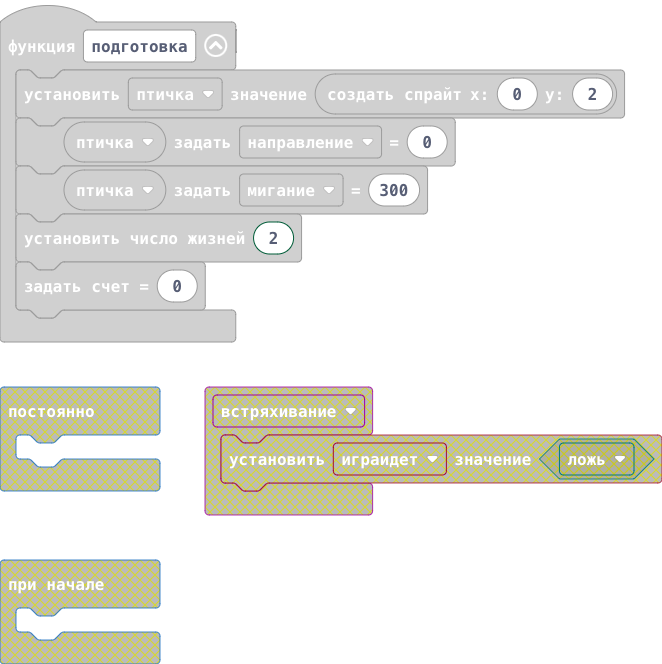 функция подготовка
установить птичка значение создать спрайт x: 0 y: 2
птичка задать направление = 0
птичка задать мигание = 300
установить число жизней 2
задать счет = 0
постоянно
встряхивание
установить играидет значение ложь
при начале